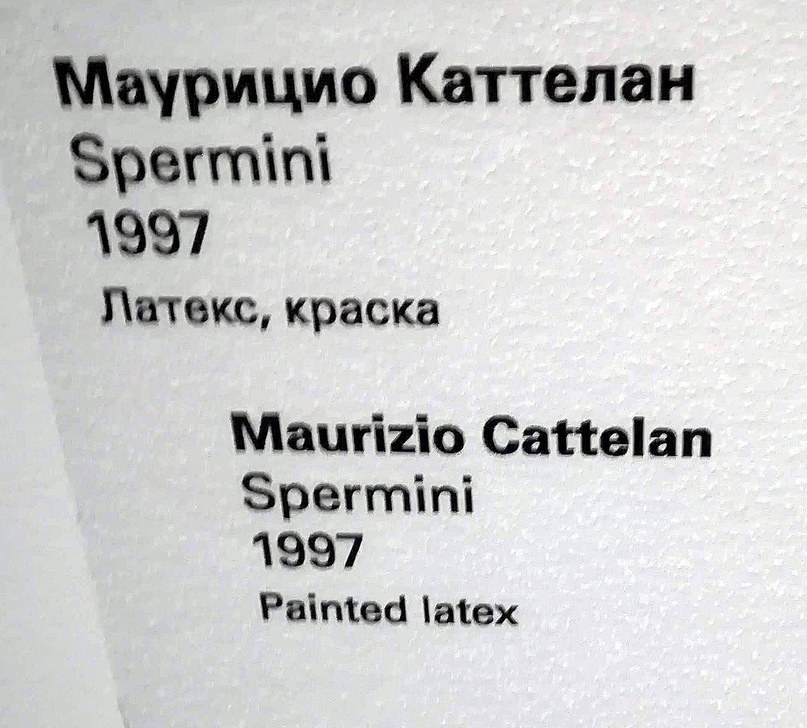 Маурицио Каттелан
Spermini
1997
Латекс, краска
Maurizio Cattelan
Spermini
1997
Painted latex